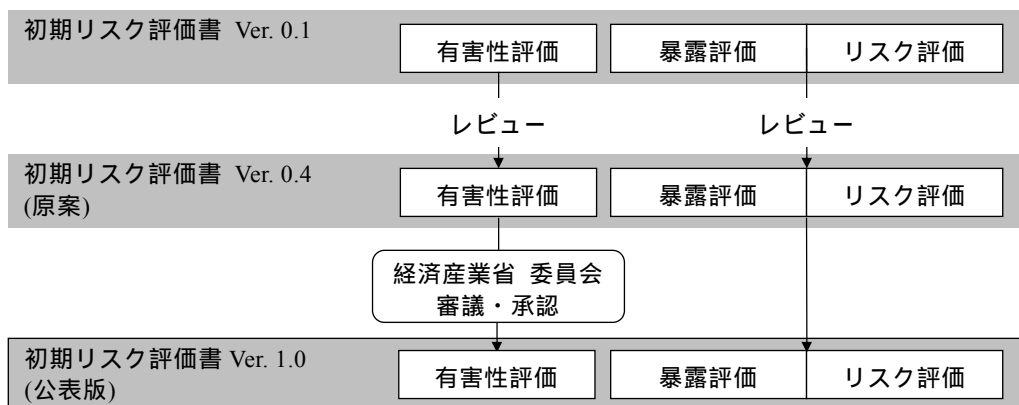 初期リスク評価書 Ver. 0.1
有害性評価 暴露評価 リスク評価
レビュー レビュー
初期リスク評価書 Ver. 0.4
(原案)
有害性評価 暴露評価 リスク評価
経済産業省 委員会
審議・承認
初期リスク評価書 Ver. 1.0
(公表版)
有害性評価 暴露評価 リスク評価